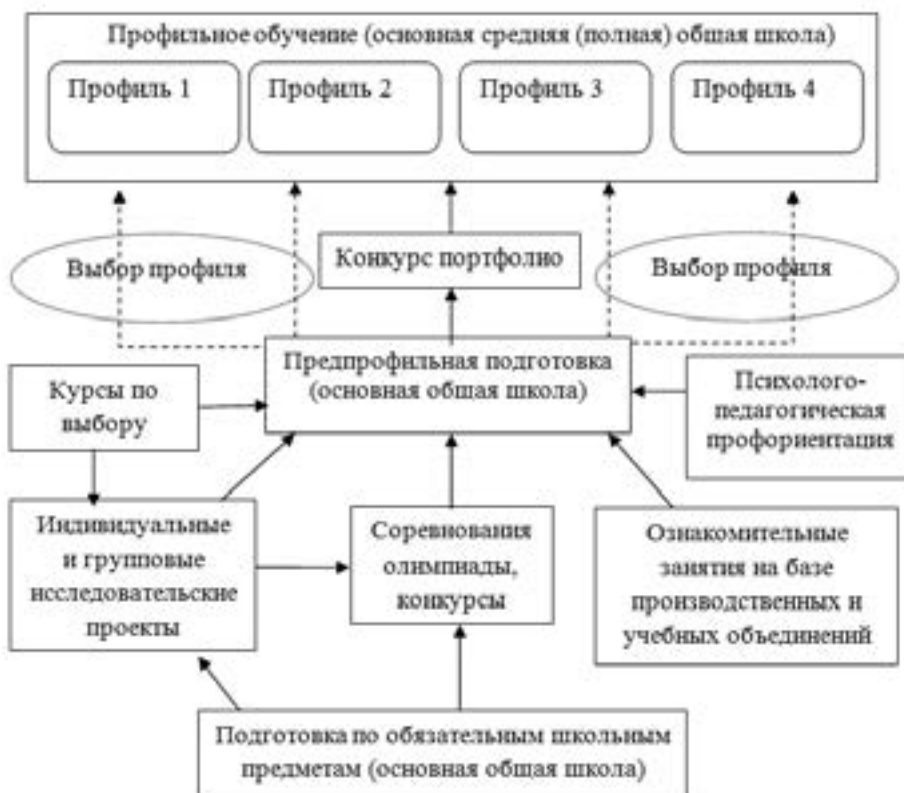 Профильное обучение (основная средняя (полная) обшая школа)
Профиль 1
Профиль 2
Профиль 3
Профиль 4
Выбор профиля
Конкурс портфолио
Выбор профиля
Предпрофильная подготовка
(основная общая школа)
Курсы по
выбору
Психолого-
педагогическая
профориентация
Индивидуальные
и групповые
исследовательские
проекты
Соревнования
олимпиады,
конкурсы
Ознакомительные
занятия на базе
производственных и
учебных объединений
Подготовка по обязательным школьным
предметам (основная общая школа)